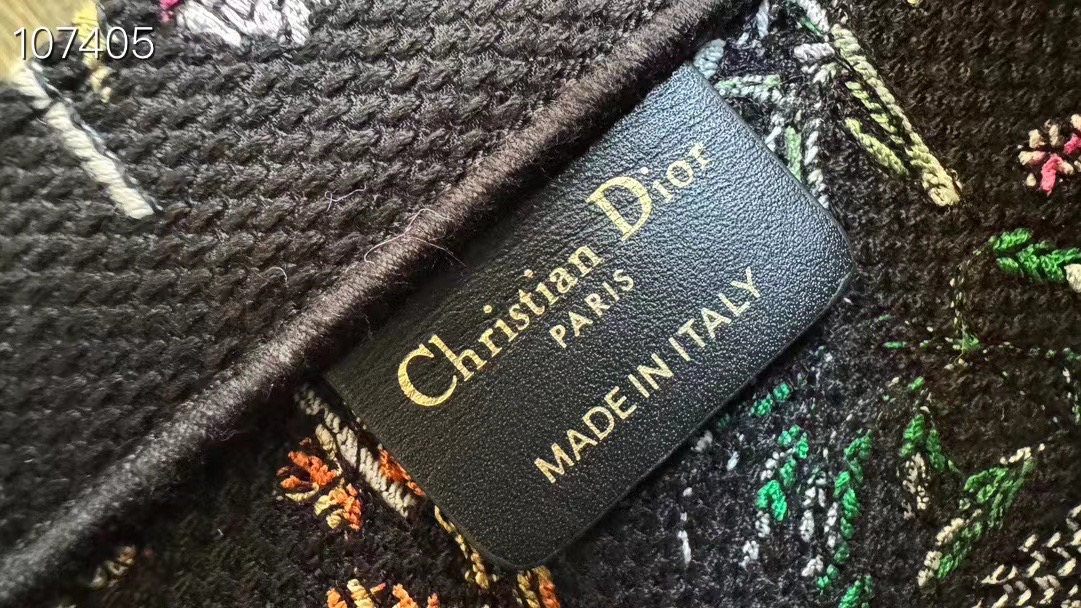 107405
Christian Dior
PARIS
MADE IN ITALY